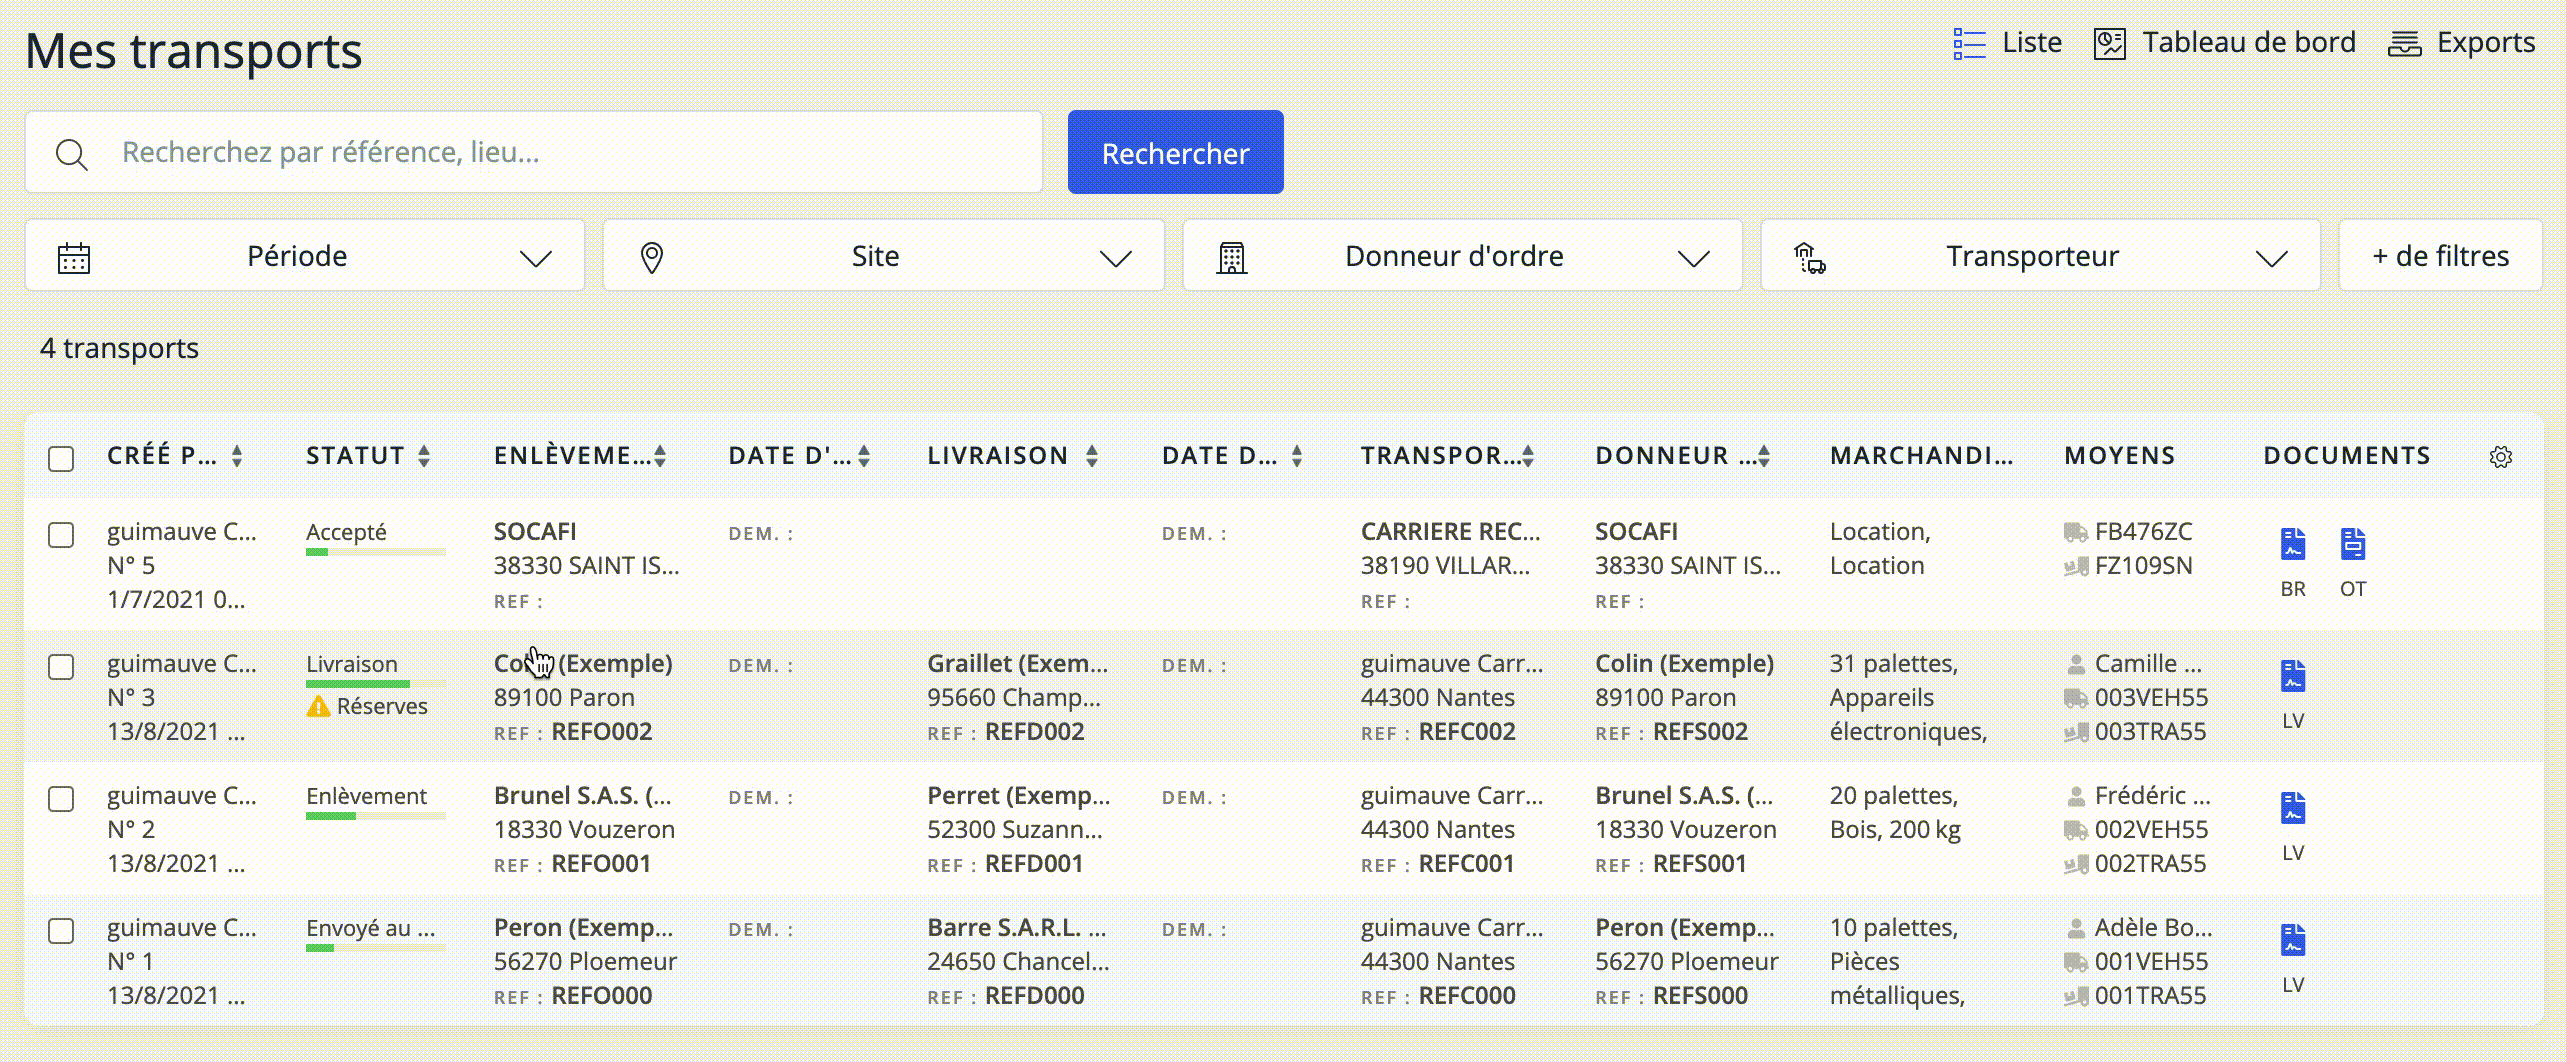 Mes transports
Liste
Tableau de bord
Exports
Recherchez par référence, lieu...
Rechercher
Période
Site
Donneur d'ordre
Transporteur
+ de filtres
4 transports
CRÉÉ P... STATUT ENLÈVEME... DATE D'... LIVRAISON DATE D... TRANSPOR... DONNEUR ... MARCHANDI... MOYENS DOCUMENTS
guimauve C... Accepté SOCAFI DEM. : DEM. : CARRIERE REC... SOCAFI Location, FB476ZC
N° 5 38330 SAINT IS... 38190 VILLAR... 38330 SAINT IS... Location FZ109SN
1/7/2021 0... REF : REF : REF : BR OT
guimauve C... Livraison (Exemple) DEM. : Graillet (Exem... DEM. : guimauve Carr... Colin (Exemple) 31 palettes, Camille ...
N° 3 Réserves 89100 Paron 95660 Champ... 44300 Nantes 89100 Paron Appareils 003VEH55
13/8/2021 ... REF : REFO002 REF : REFD002 REF : REFC002 REF : REFS002 électroniques, 003TRA55 LV
guimauve C... Enlèvement Brunel S.A.S. (... DEM. : Perret (Exemp... DEM. : guimauve Carr... Brunel S.A.S. (... 20 palettes, Frédéric ...
N° 2 18330 Vouzeron 52300 Suzann... 44300 Nantes 18330 Vouzeron Bois, 200 kg 002VEH55
13/8/2021 ... REF : REFO001 REF : REFD001 REF : REFC001 REF : REFS001 002TRA55 LV
guimauve C... Envoyé au ... Peron (Exemp... DEM. : Barre S.A.R.L. ... DEM. : guimauve Carr... Peron (Exemp... 10 palettes, Adèle Bo...
N° 1 56270 Ploemeur 24650 Chancel... 44300 Nantes 56270 Ploemeur Pièces 001VEH55
13/8/2021 ... REF : REFO000 REF : REFD000 REF : REFC000 REF : REFS000 métalliques, 001TRA55 LV